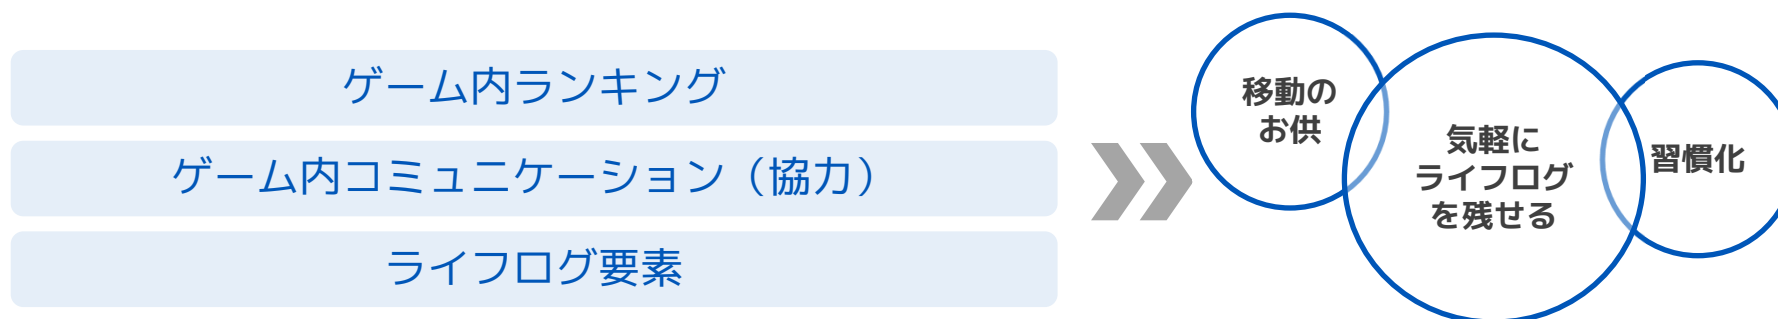 ゲーム内ランキング
ゲーム内コミュニケーション（協力）
ライフログ要素
移動の
お供
気軽に
ライフログ
を残せる
習慣化